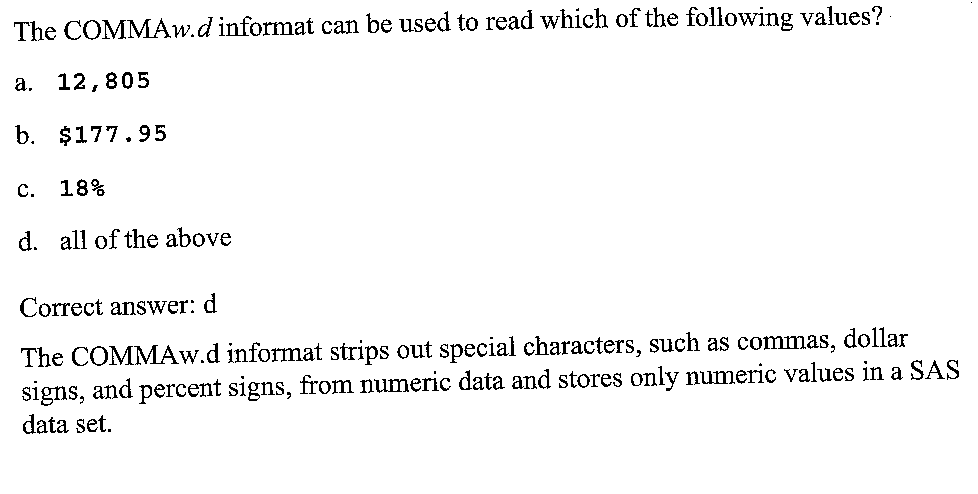 The COMMAw.d informat can be used to read which of the following values?
a. 12,805
b. $177.95
c. 18%
d. all of the above
Correct answer: d
The COMMAw.d informat strips out special characters, such as commas, dollar
signs, and percent signs, from numeric data and stores only numeric values in a SAS
data set.